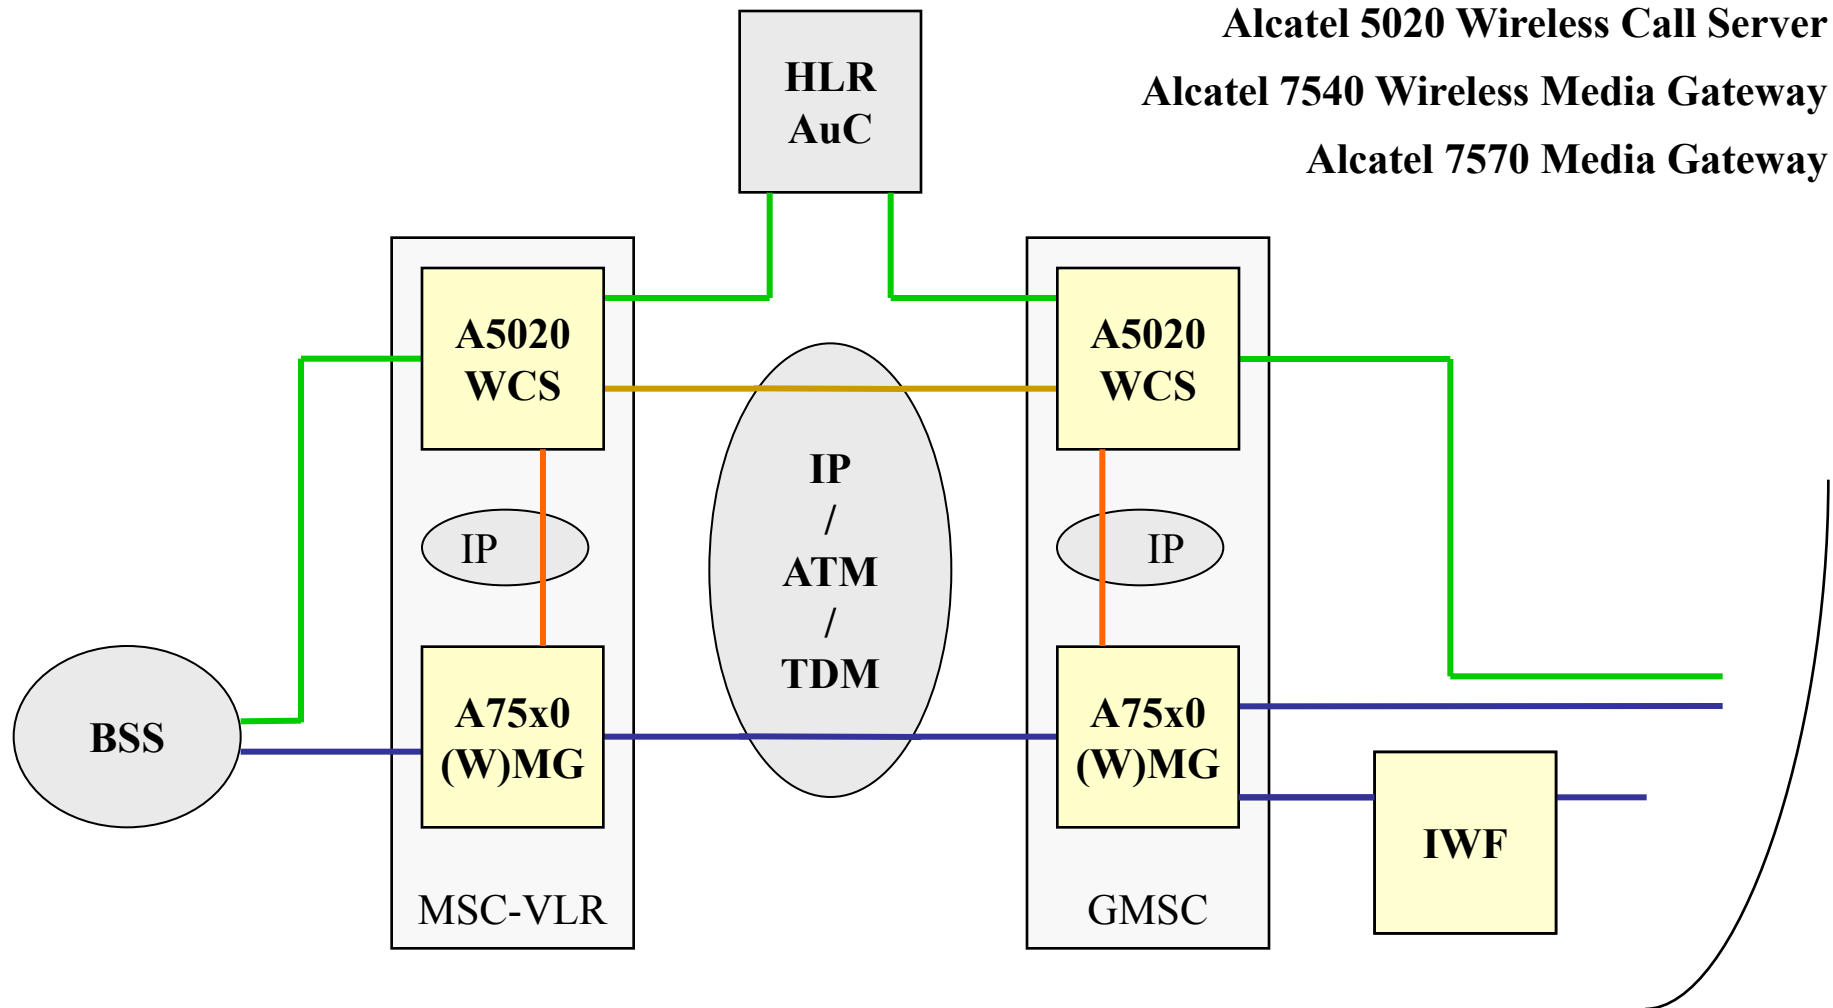 Alcatel 5020 Wireless Call Server
Alcatel 7540 Wireless Media Gateway
Alcatel 7570 Media Gateway
HLR
AuC
A5020
WCS
A5020
WCS
IP
/
ATM
/
TDM
IP
IP
BSS
A75x0
(W)MG
A75x0
(W)MG
IWF
MSC-VLR
GMSC